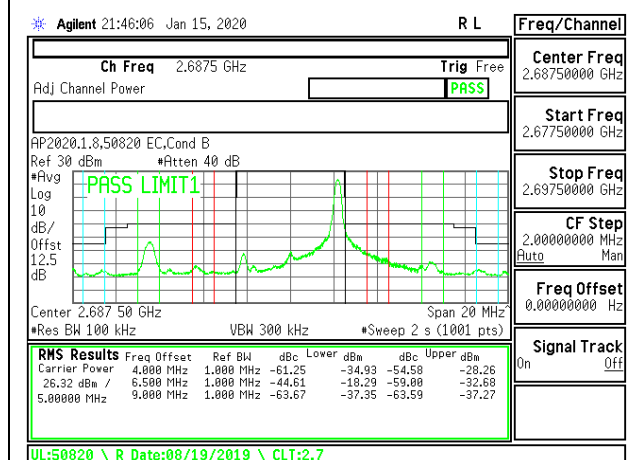 Agilent 21:46:06 Jan 15, 2020 R L
Freq/Channel
Ch Freq 2.6875 GHz Trig Free
Adj Channel Power PASS
AP2020.1.8,50820 EC,Cond B
Ref 30 dBm #Atten 40 dB
#Avg
Log
10
dB/
Offst
12.5
dB
PASS LIMIT1
Center 2.687 50 GHz Span 20 MHz^
#Res BW 100 kHz VBW 300 kHz #Sweep 2 s (1001 pts)
RMS Results Freq Offset Ref BW dBc Lower dBm dBc Upper dBm
Carrier Power 4.000 MHz 1.000 MHz -61.25 -34.93 -54.58 -28.26
26.32 dBm / 6.500 MHz 1.000 MHz -44.61 -18.29 -59.00 -32.68
5.00000 MHz 9.000 MHz 1.000 MHz -63.67 -37.35 -63.59 -37.27
UL:50820 \ R Date:08/19/2019 \ CLT:2.7
Center Freq
2.68750000 GHz
Start Freq
2.67750000 GHz
Stop Freq
2.69750000 GHz
CF Step
2.00000000 MHz
Auto Man
Freq Offset
0.00000000 Hz
Signal Track
On Off